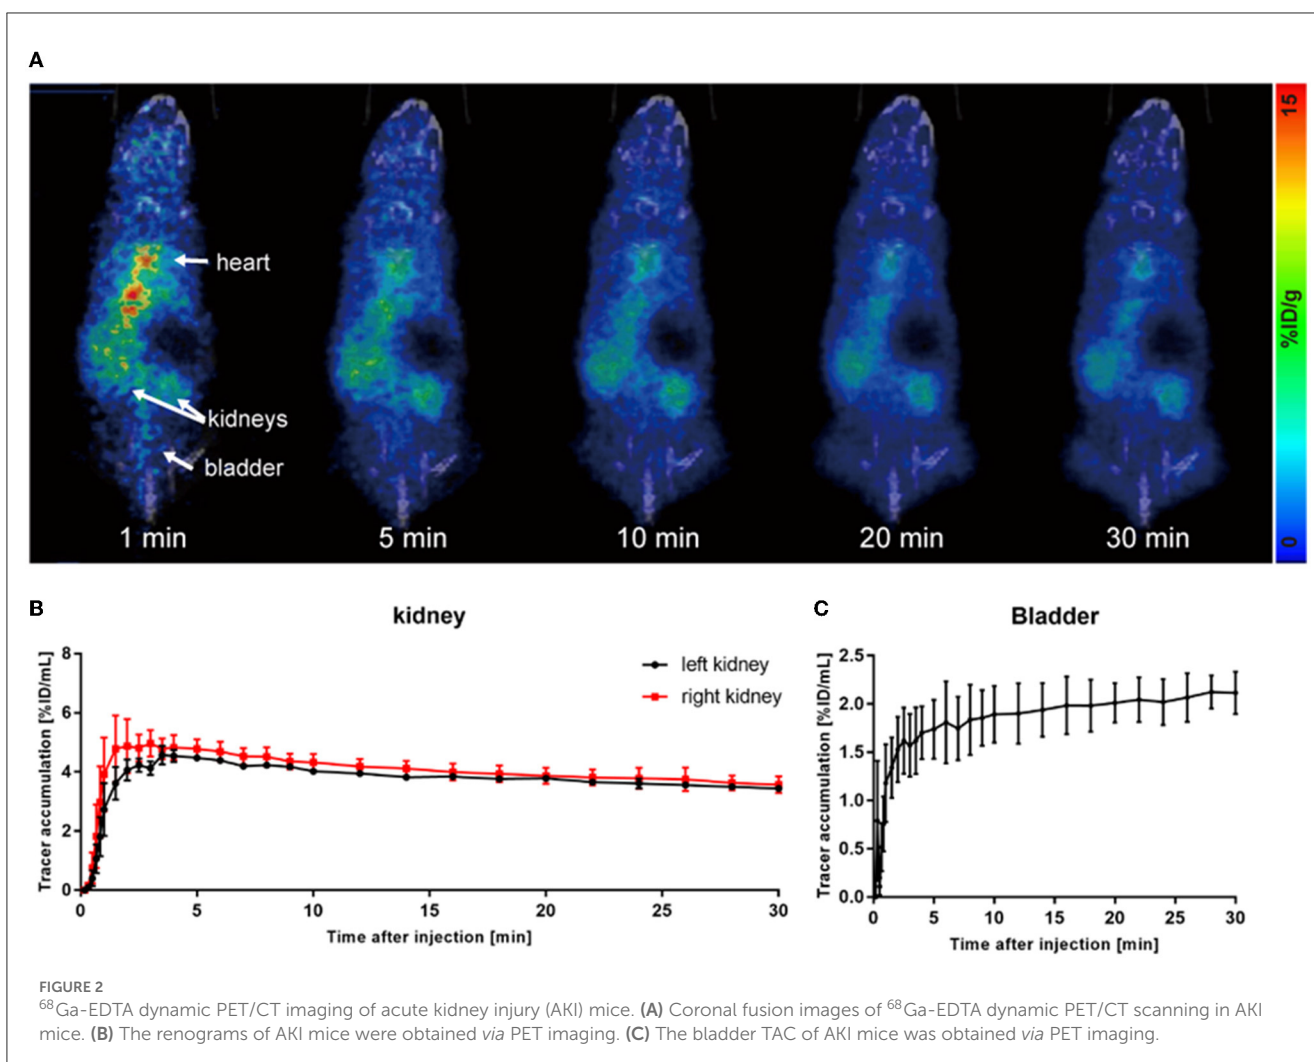 A
heart
kidneys
bladder
1 min
5 min
10 min
20 min
30 min
15
%ID/g
0
B
kidney
Tracer accumulation [%ID/mL]
8
6
4
2
0
left kidney
right kidney
0 5 10 15 20 25 30
Time after injection [min]
C
Bladder
Tracer accumulation [%ID/mL]
2.5
2.0
1.5
1.0
0.5
0.0
0 5 10 15 20 25 30
Time after injection [min]
FIGURE 2
⁶⁸Ga-EDTA dynamic PET/CT imaging of acute kidney injury (AKI) mice. (A) Coronal fusion images of ⁶⁸Ga-EDTA dynamic PET/CT scanning in AKI
mice. (B) The renograms of AKI mice were obtained via PET imaging. (C) The bladder TAC of AKI mice was obtained via PET imaging.